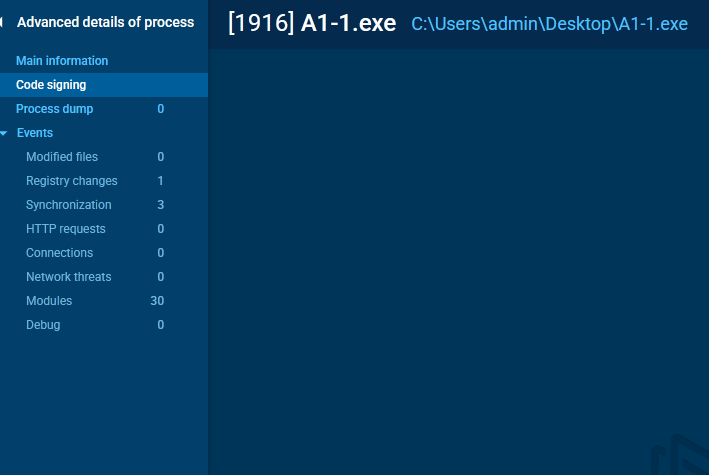 Advanced details of process
[1916] A1-1.exe C:\Users\admin\Desktop\A1-1.exe
Main information
Code signing
Process dump 0
Events
Modified files 0
Registry changes 1
Synchronization 3
HTTP requests 0
Connections 0
Network threats 0
Modules 30
Debug 0